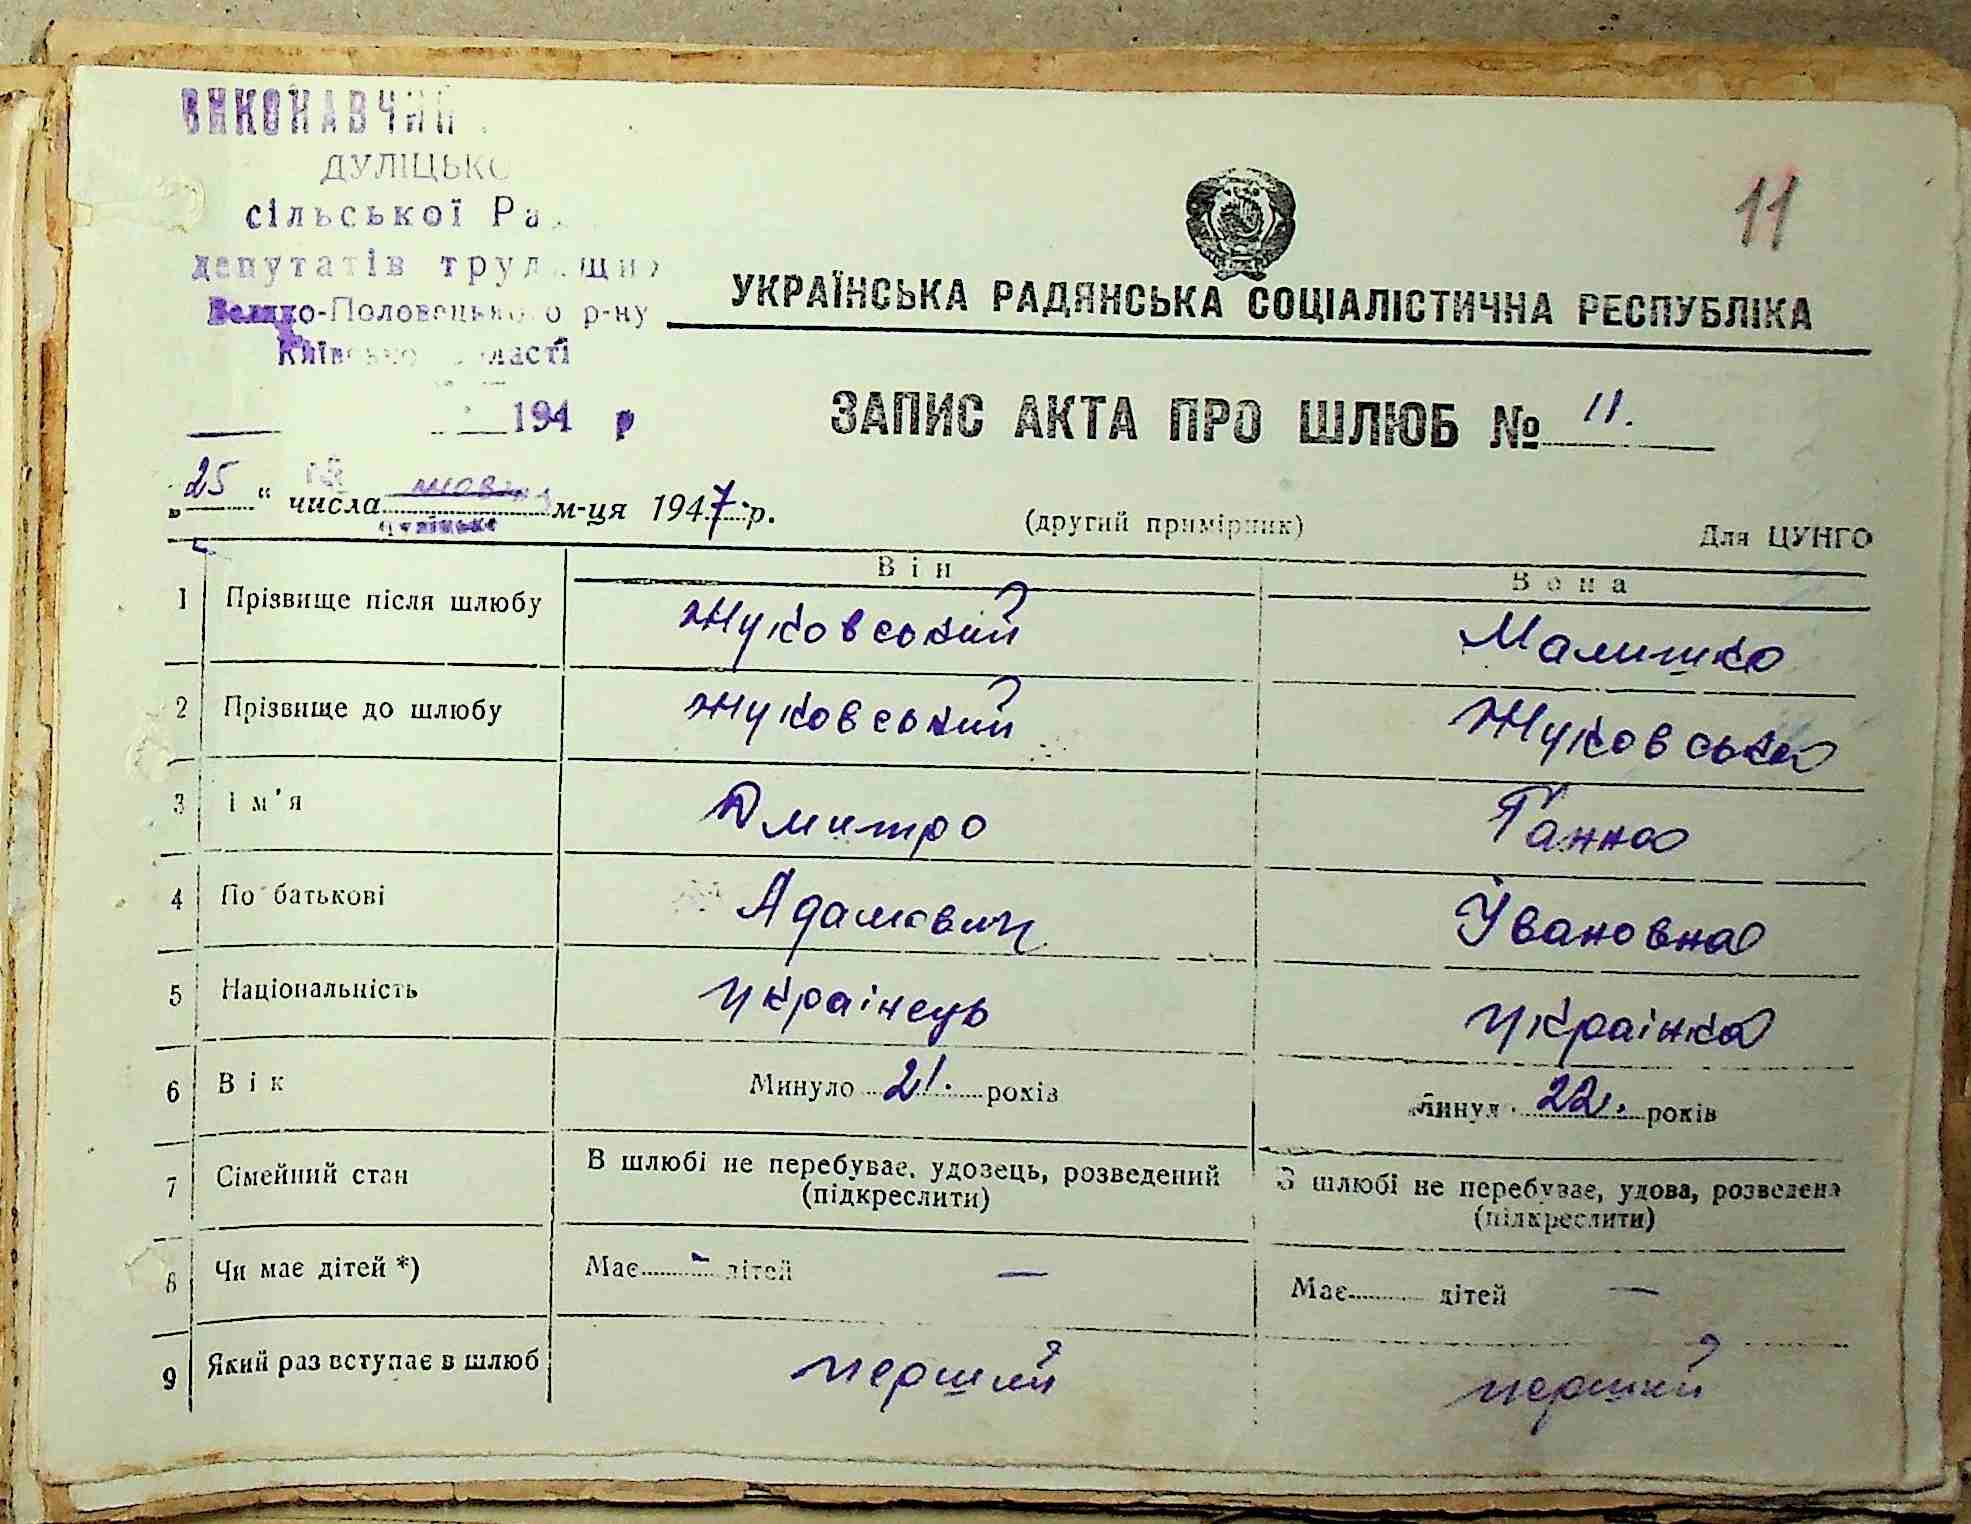 ВИКОНАВЧИЙ
ДУЛІЦЬКО
сільської Ра
депутатів трудящих
Велико-Половецького р-ну
Київської області
194 р
11
УКРАЇНСЬКА РАДЯНСЬКА СОЦІАЛІСТИЧНА РЕСПУБЛІКА
ЗАПИС АКТА ПРО ШЛЮБ № 11.
„25" числа м-ця 1947 р.
(другий примірник)
Для ЦУНГО
Він Вона
1 Прізвище після шлюбу Жуковський Малишко
2 Прізвище до шлюбу Жуковський Жуковська
3 Ім'я Дмитро Ганна
4 По батькові Адамович Івановна
5 Національність українець українка
6 Вік Минуло 21. років Минуло 22. років
7 Сімейний стан В шлюбі не перебуває, удовець, розведений (підкреслити) В шлюбі не перебуває, удова, розведена (підкреслити)
8 Чи має дітей *) Має - дітей — Має дітей —
9 Який раз вступає в шлюб перший перший